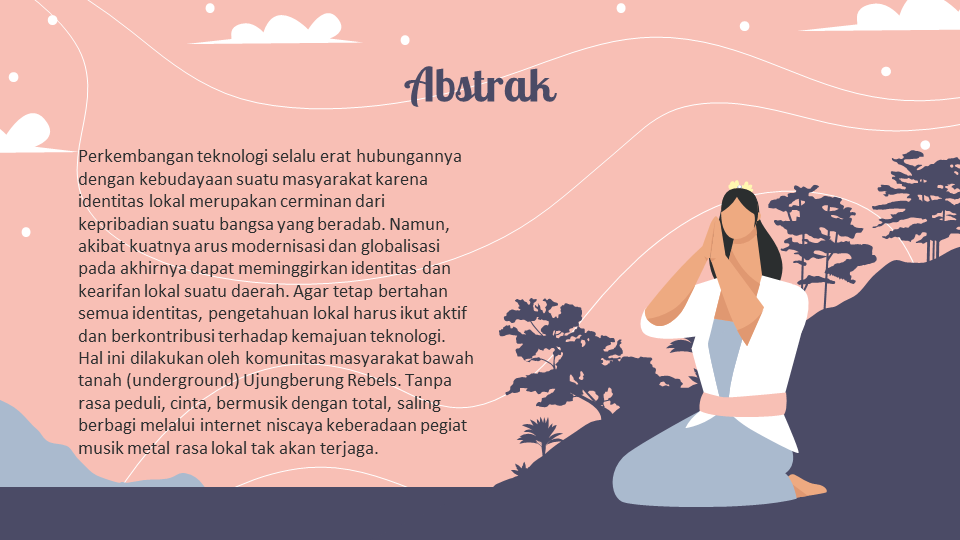 Abstrak
Perkembangan teknologi selalu erat hubungannya
dengan kebudayaan suatu masyarakat karena
identitas lokal merupakan cerminan dari
kepribadian suatu bangsa yang beradab. Namun,
akibat kuatnya arus modernisasi dan globalisasi
pada akhirnya dapat meminggirkan identitas dan
kearifan lokal suatu daerah. Agar tetap bertahan
semua identitas, pengetahuan lokal harus ikut aktif
dan berkontribusi terhadap kemajuan teknologi.
Hal ini dilakukan oleh komunitas masyarakat bawah
tanah (underground) Ujungberung Rebels. Tanpa
rasa peduli, cinta, bermusik dengan total, saling
berbagi melalui internet niscaya keberadaan pegiat
musik metal rasa lokal tak akan terjaga.